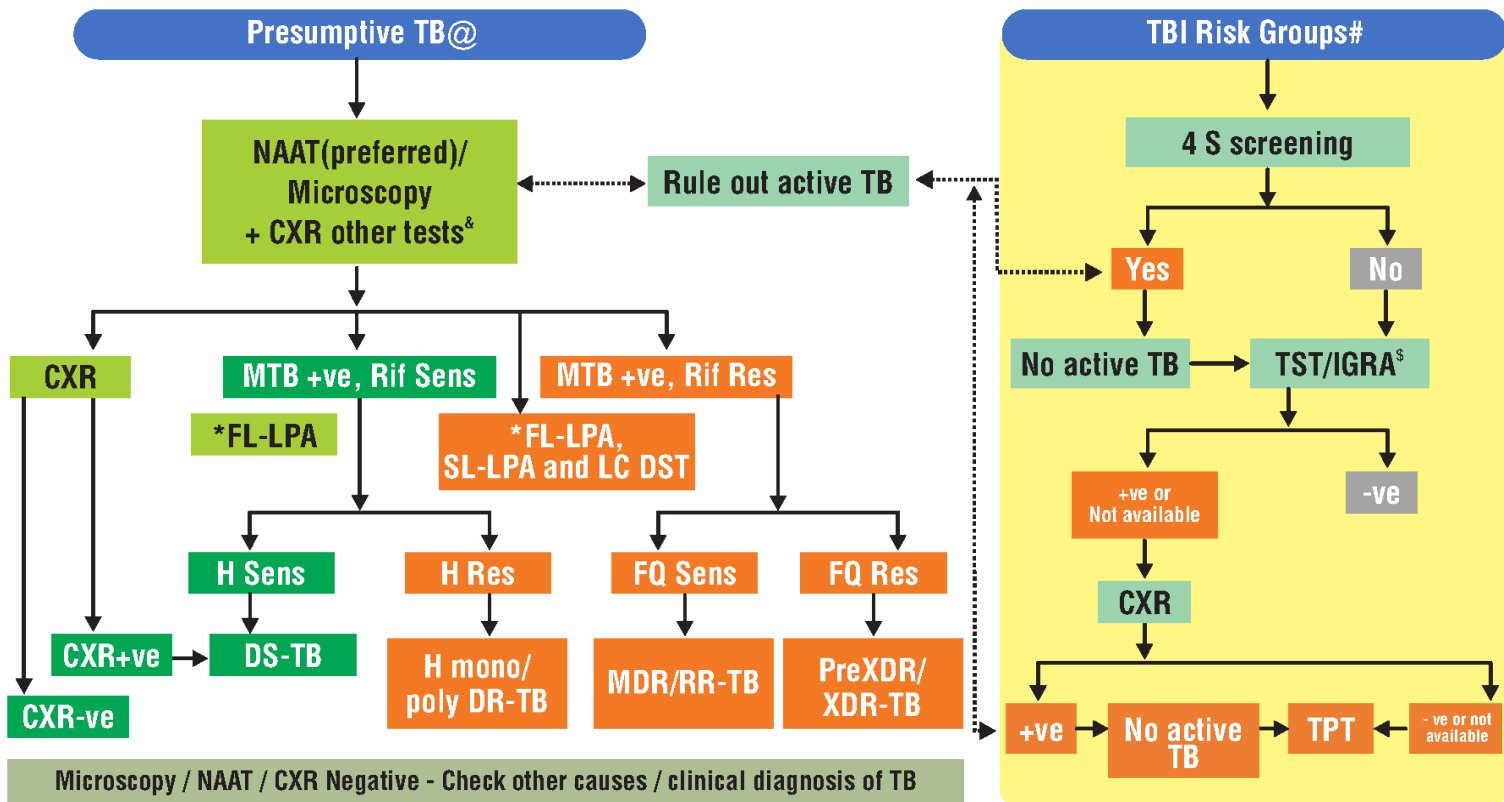 Presumptive TB@
TBI Risk Groups#
NAAT(preferred)/
Microscopy
+ CXR other tests&
Rule out active TB
4 S screening
Yes
No
No active TB
TST/IGRA$
CXR
MTB +ve, Rif Sens
MTB +ve, Rif Res
*FL-LPA
*FL-LPA,
SL-LPA and LC DST
+ve or
Not available
-ve
H Sens
H Res
FQ Sens
FQ Res
CXR
CXR+ve
DS-TB
H mono/
poly DR-TB
MDR/RR-TB
PreXDR/
XDR-TB
CXR-ve
+ve
No active
TB
TPT
- ve or not
available
Microscopy / NAAT / CXR Negative - Check other causes / clinical diagnosis of TB